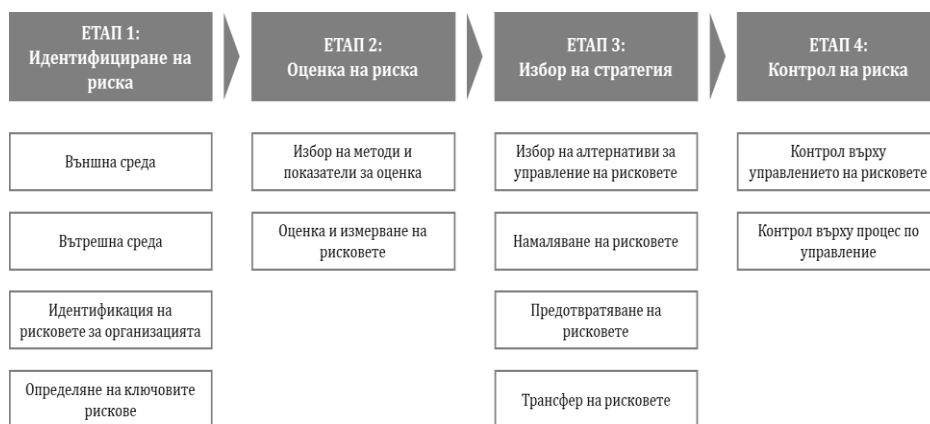 ЕТАП 1:
Идентифициране на
риска
ЕТАП 2:
Оценка на риска
ЕТАП 3:
Избор на стратегия
ЕТАП 4:
Контрол на риска
Външна среда
Вътрешна среда
Идентификация на
рисковете за организацията
Определяне на ключовите
рискове
Избор на методи и
показатели за оценка
Оценка и измерване на
рисковете
Избор на алтернативи за
управление на рисковете
Намаляване на рисковете
Предотвратяване на
рисковете
Трансфер на рисковете
Контрол върху
управлението на рисковете
Контрол върху процес по
управление